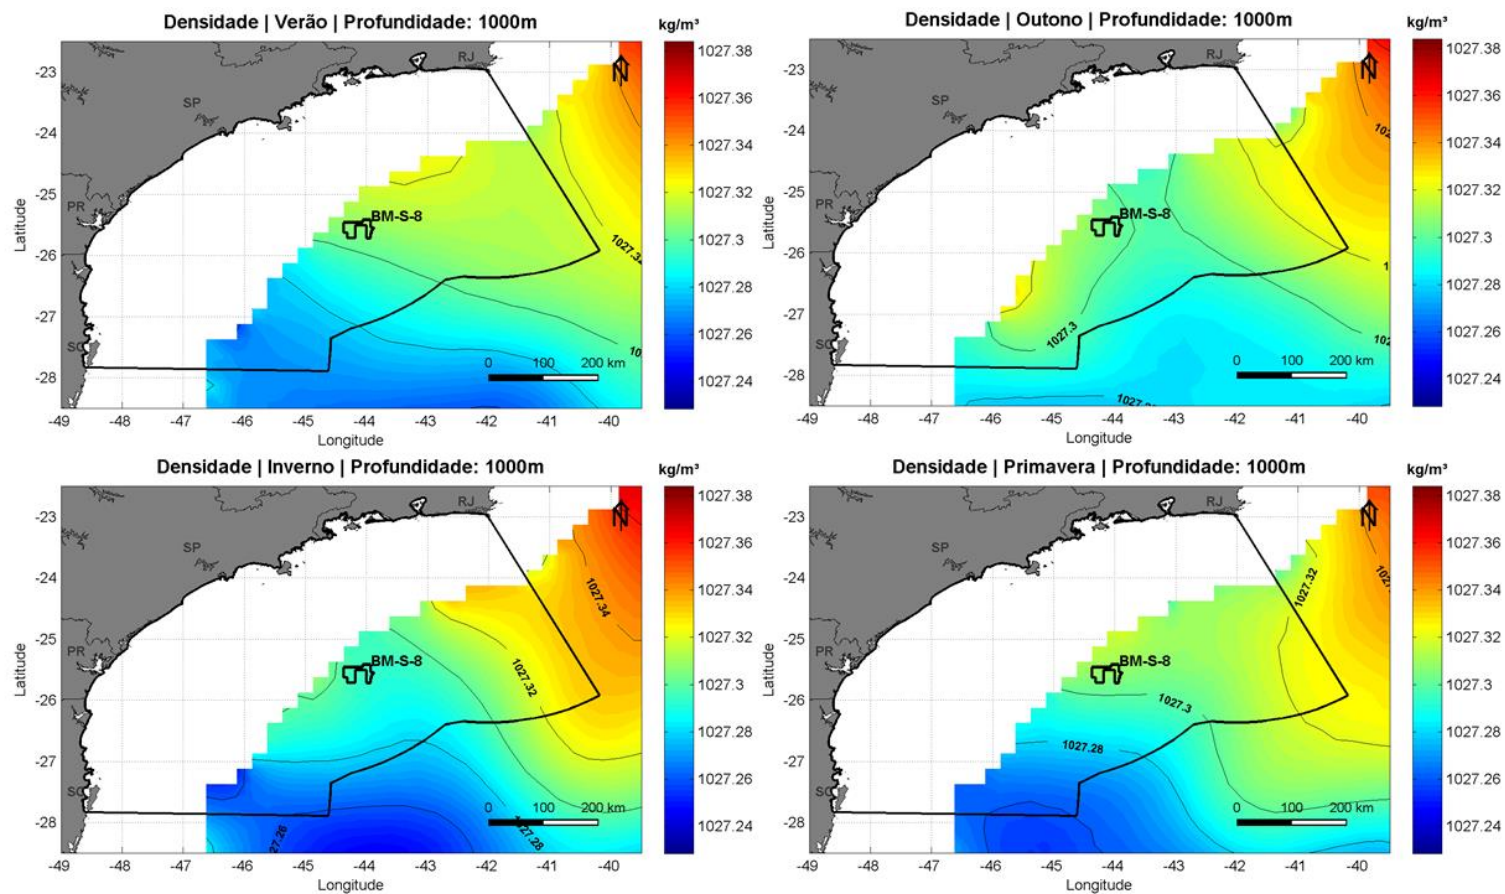 Densidade | Verão | Profundidade: 1000m
kg/m³
Latitude
-23
-24
-25
-26
-27
-28
RJ
SP
PR
SC
N
BM-S-8
1027.32
0 100 200 km
-49 -48 -47 -46 -45 -44 -43 -42 -41 -40
Longitude
1027.38
1027.36
1027.34
1027.32
1027.3
1027.28
1027.26
1027.24
Densidade | Outono | Profundidade: 1000m
kg/m³
Latitude
-23
-24
-25
-26
-27
-28
RJ
SP
PR
SC
N
BM-S-8
1027.3
0 100 200 km
-49 -48 -47 -46 -45 -44 -43 -42 -41 -40
Longitude
1027.38
1027.36
1027.34
1027.32
1027.3
1027.28
1027.26
1027.24
Densidade | Inverno | Profundidade: 1000m
kg/m³
Latitude
-23
-24
-25
-26
-27
-28
RJ
SP
PR
SC
N
BM-S-8
1027.34
1027.32
27.26
1027.28
0 100 200 km
-49 -48 -47 -46 -45 -44 -43 -42 -41 -40
Longitude
1027.38
1027.36
1027.34
1027.32
1027.3
1027.28
1027.26
1027.24
Densidade | Primavera | Profundidade: 1000m
kg/m³
Latitude
-23
-24
-25
-26
-27
-28
RJ
SP
PR
SC
N
BM-S-8
1027.32
1027.3
1027.28
0 100 200 km
-49 -48 -47 -46 -45 -44 -43 -42 -41 -40
Longitude
1027.38
1027.36
1027.34
1027.32
1027.3
1027.28
1027.26
1027.24